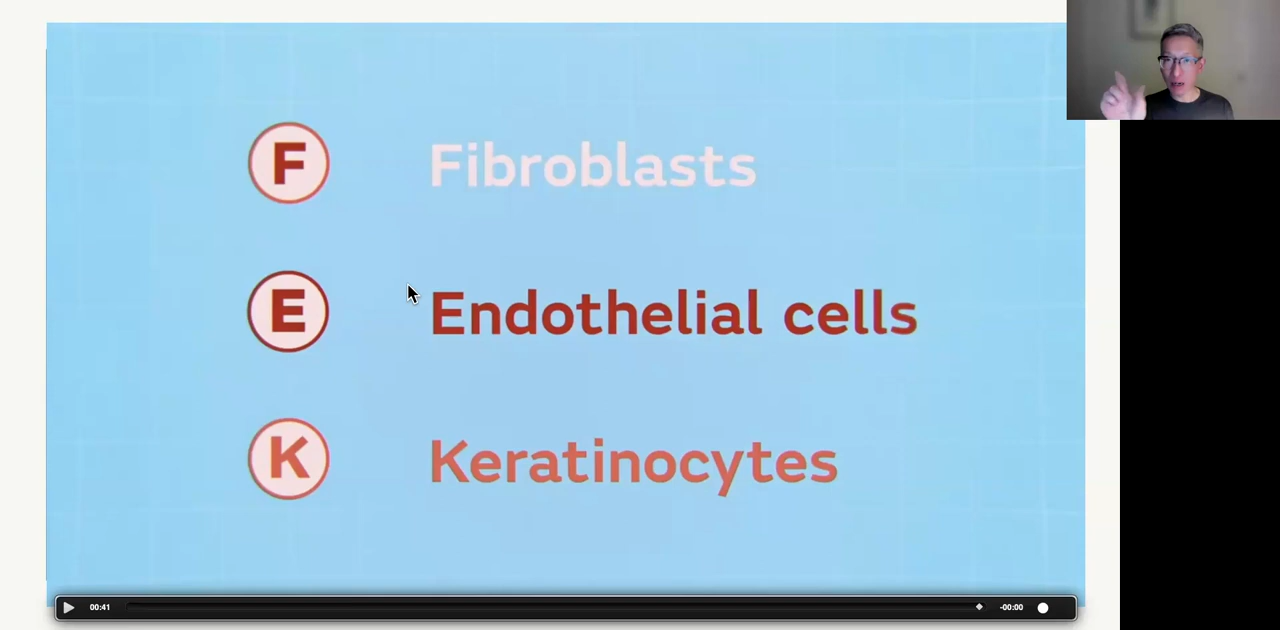 F Fibroblasts
E Endothelial cells
K Keratinocytes
00:41 -00:00